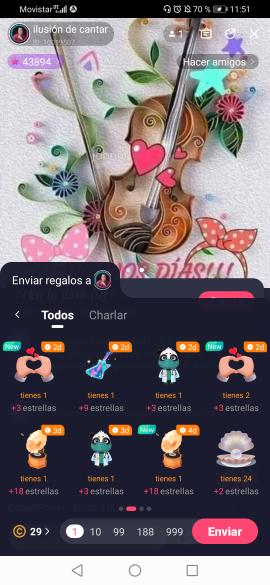 Movistar 70 % 11:51
ilusión de cantar
1
43894
Hacer amigos
OS DÍAS!!!
Enviar regalos a
Todos Charlar
New 2d 2d 2d New 2d
tienes 1 tienes 1 tienes 1 tienes 2
+3 estrellas +9 estrellas +3 estrellas +3 estrellas
3d 3d New 4d
tienes 1 tienes 1 tienes 1 tienes 24
+18 estrellas +3 estrellas +18 estrellas +2 estrellas
29 > 1 10 99 188 999 Enviar